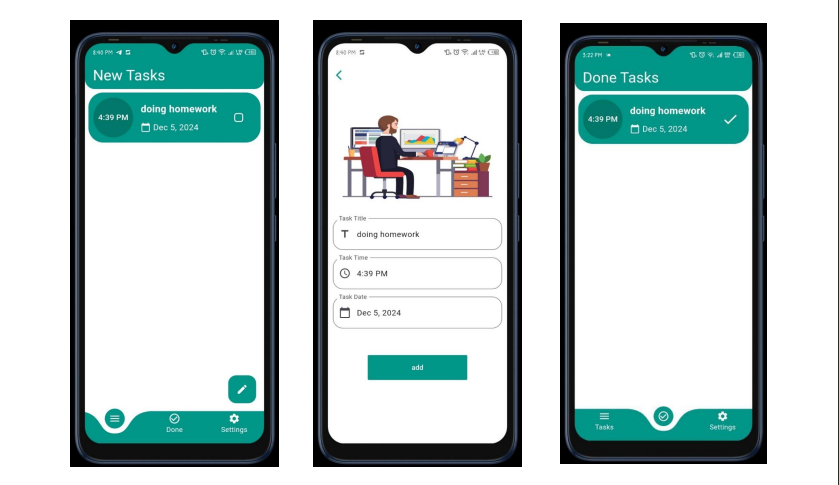 8:40 PM
New Tasks
4:39 PM
doing homework
Dec 5, 2024
Done
Settings
8:40 PM
Task Title
T doing homework
Task Time
4:39 PM
Task Date
Dec 5, 2024
add
3:22 PM
Done Tasks
4:39 PM
doing homework
Dec 5, 2024
Tasks
Settings